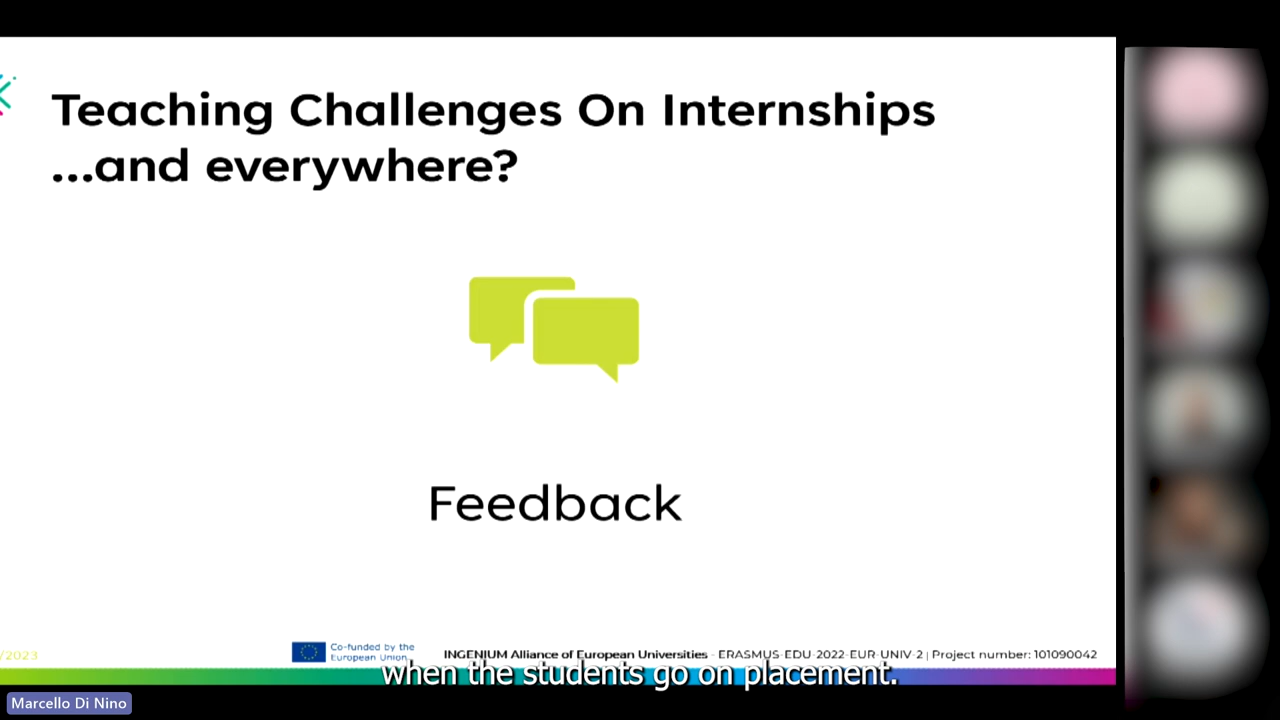 Teaching Challenges On Internships
...and everywhere?
Feedback
/2023
Co-funded by the
European Union
INGENIUM Alliance of European Universities - ERASMUS-EDU-2022-EUR-UNIV-2 | Project number: 101090042
when the students go on placement.
Marcello Di Nino